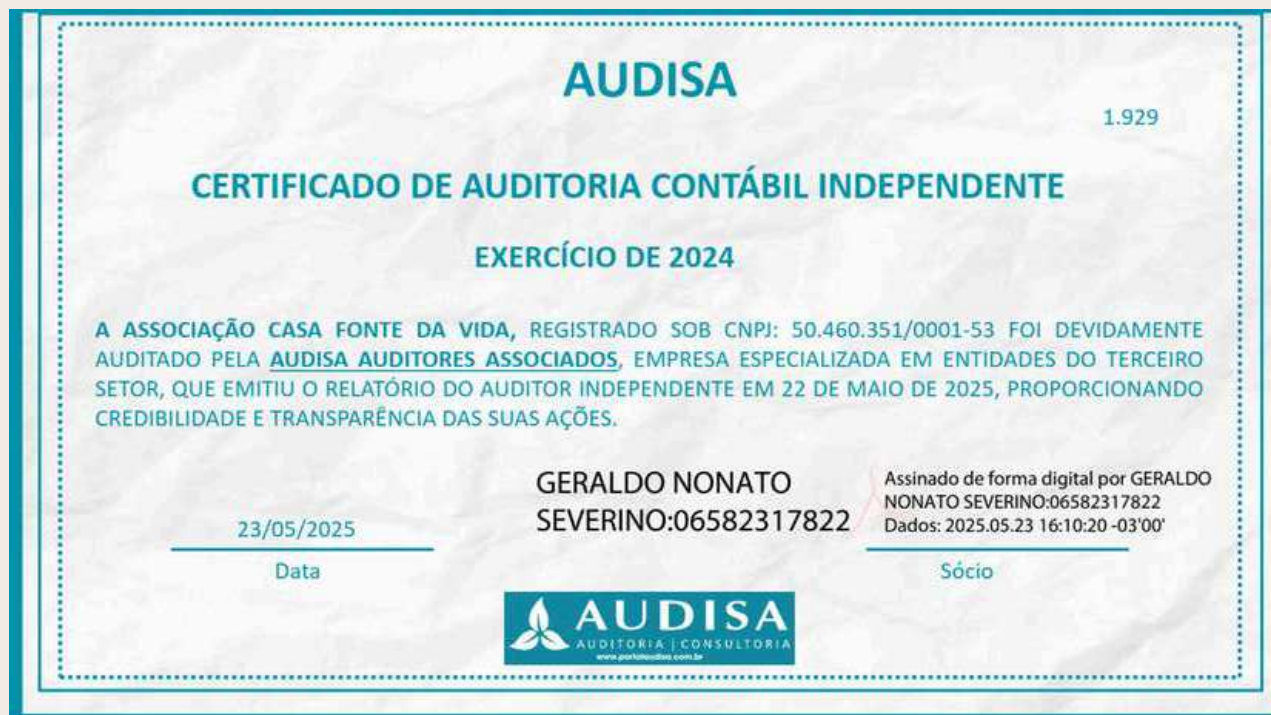 AUDISA
1.929
CERTIFICADO DE AUDITORIA CONTÁBIL INDEPENDENTE
EXERCÍCIO DE 2024
A ASSOCIAÇÃO CASA FONTE DA VIDA, REGISTRADO SOB CNPJ: 50.460.351/0001-53 FOI DEVIDAMENTE
AUDITADO PELA AUDISA AUDITORES ASSOCIADOS, EMPRESA ESPECIALIZADA EM ENTIDADES DO TERCEIRO
SETOR, QUE EMITIU O RELATÓRIO DO AUDITOR INDEPENDENTE EM 22 DE MAIO DE 2025, PROPORCIONANDO
CREDIBILIDADE E TRANSPARÊNCIA DAS SUAS AÇÕES.
GERALDO NONATO
SEVERINO:06582317822
Assinado de forma digital por GERALDO
NONATO SEVERINO:06582317822
Dados: 2025.05.23 16:10:20 -03'00'
23/05/2025
Data
Sócio
AUDISA
AUDITORIA | CONSULTORIA
www.portalaudisa.com.br